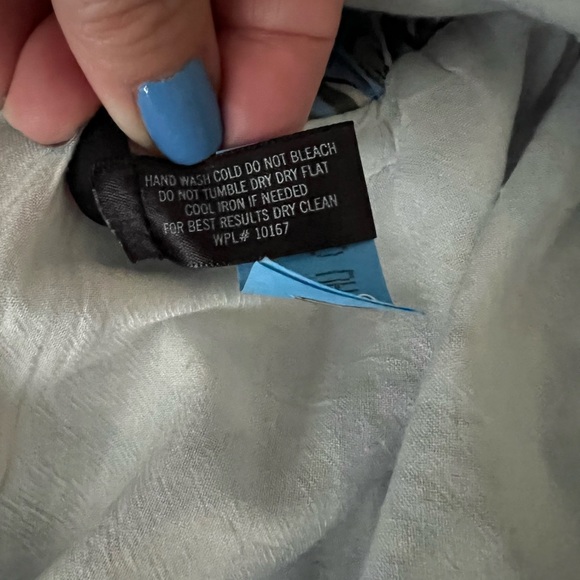 HAND WASH COLD DO NOT BLEACH
DO NOT TUMBLE DRY DRY FLAT
COOL IRON IF NEEDED
FOR BEST RESULTS DRY CLEAN
WPL# 10157